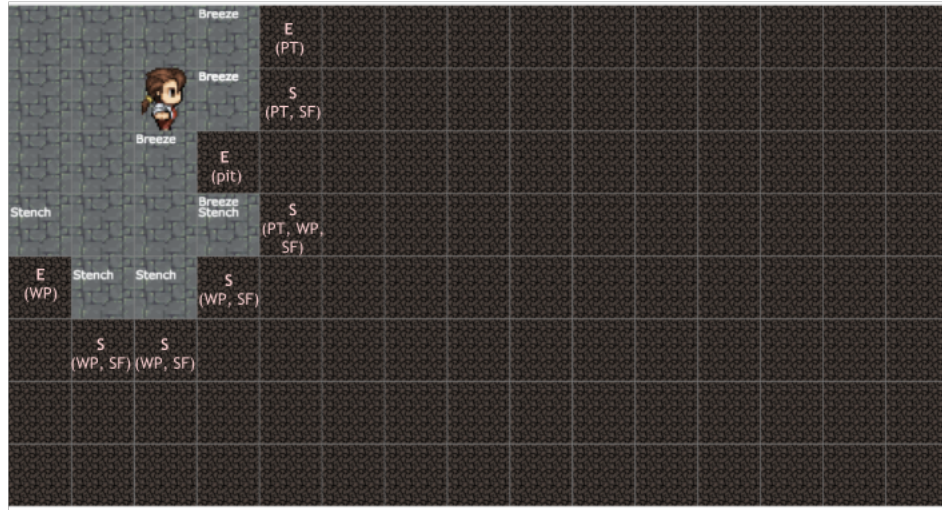 Breeze
E
(PT)
Breeze
S
(PT, SF)
Breeze
E
(pit)
Stench
Breeze
Stench
S
(PT, WP,
SF)
E
(WP)
Stench
Stench
S
(WP, SF)
S
(WP, SF)
S
(WP, SF)